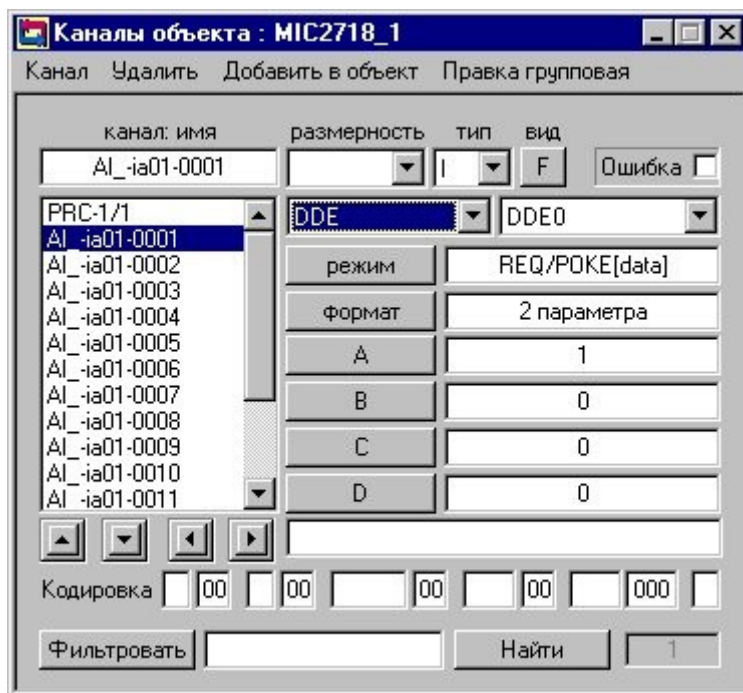 Каналы объекта : MIC2718_1
Канал Удалить Добавить в объект Правка групповая
канал: имя размерность тип вид
AI_-ia01-0001 I F Ошибка
PRC-1/1 DDE DDE0
AI_-ia01-0001
AI_-ia01-0002 режим REQ/POKE[data]
AI_-ia01-0003
AI_-ia01-0004 формат 2 параметра
AI_-ia01-0005
AI_-ia01-0006 A 1
AI_-ia01-0007
AI_-ia01-0008 B 0
AI_-ia01-0009 C 0
AI_-ia01-0010
AI_-ia01-0011 D 0
Кодировка 00 00 00 00 000
Фильтровать Найти 1